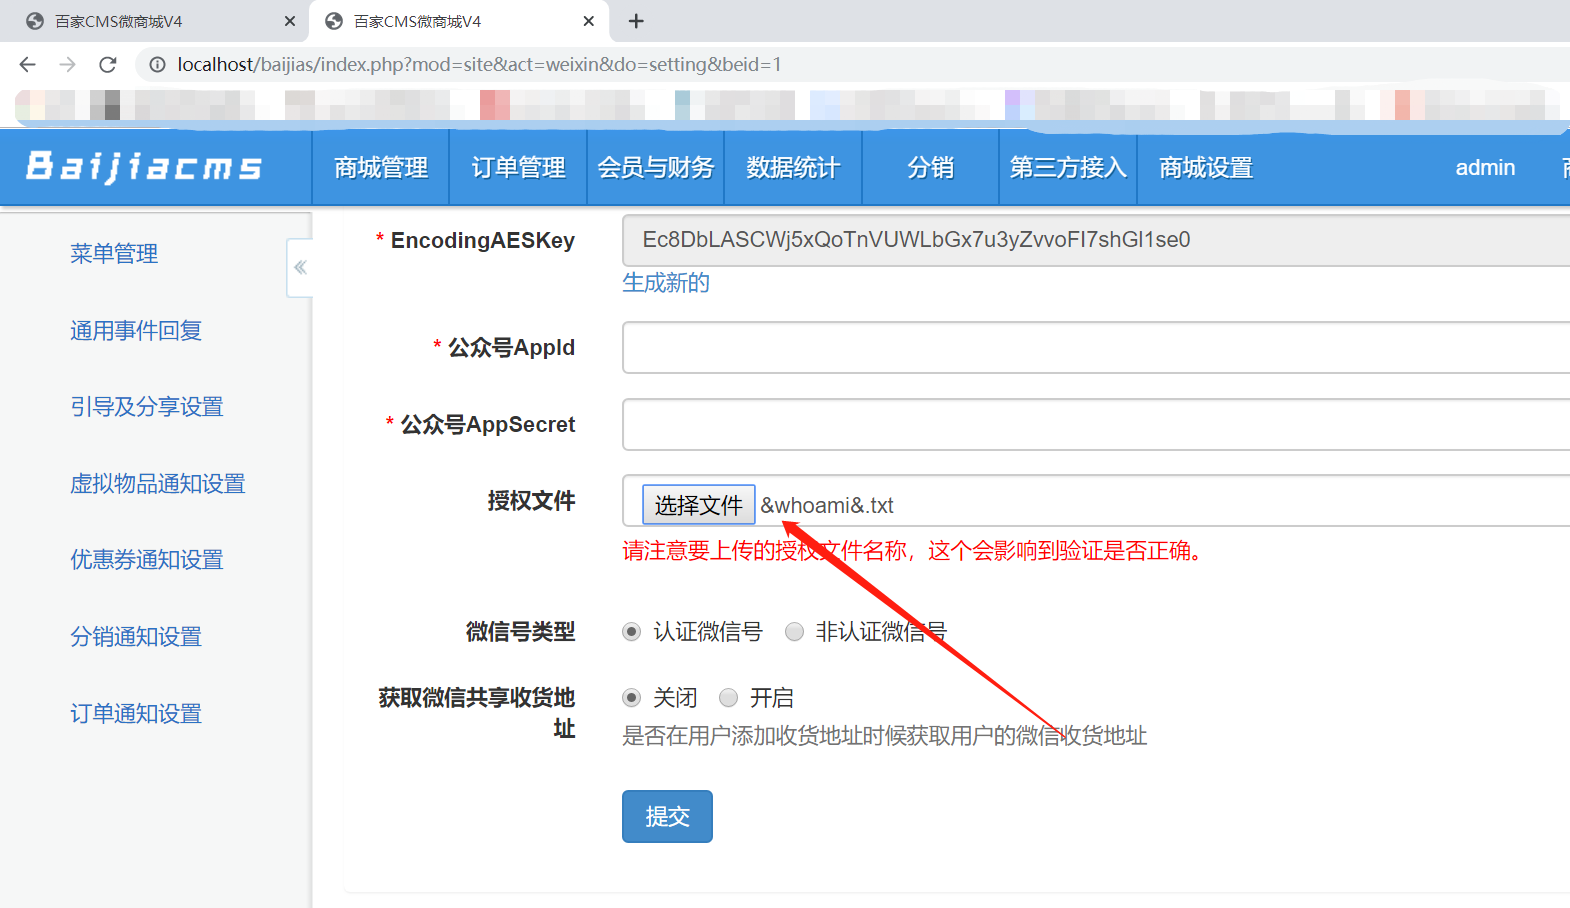 百家CMS微商城V4
百家CMS微商城V4
localhost/baijias/index.php?mod=site&act=weixin&do=setting&beid=1
Baijiacms 商城管理 订单管理 会员与财务 数据统计 分销 第三方接入 商城设置 admin
菜单管理
通用事件回复
引导及分享设置
虚拟物品通知设置
优惠券通知设置
分销通知设置
订单通知设置
* EncodingAESKey Ec8DbLASCWj5xQoTnVUWLbGx7u3yZvvoFI7shGl1se0
生成新的
* 公众号AppId
* 公众号AppSecret
授权文件 选择文件 &whoami&.txt
请注意要上传的授权文件名称，这个会影响到验证是否正确。
微信号类型 认证微信号 非认证微信号
获取微信共享收货地
址
关闭 开启
是否在用户添加收货地址时候获取用户的微信收货地址
提交